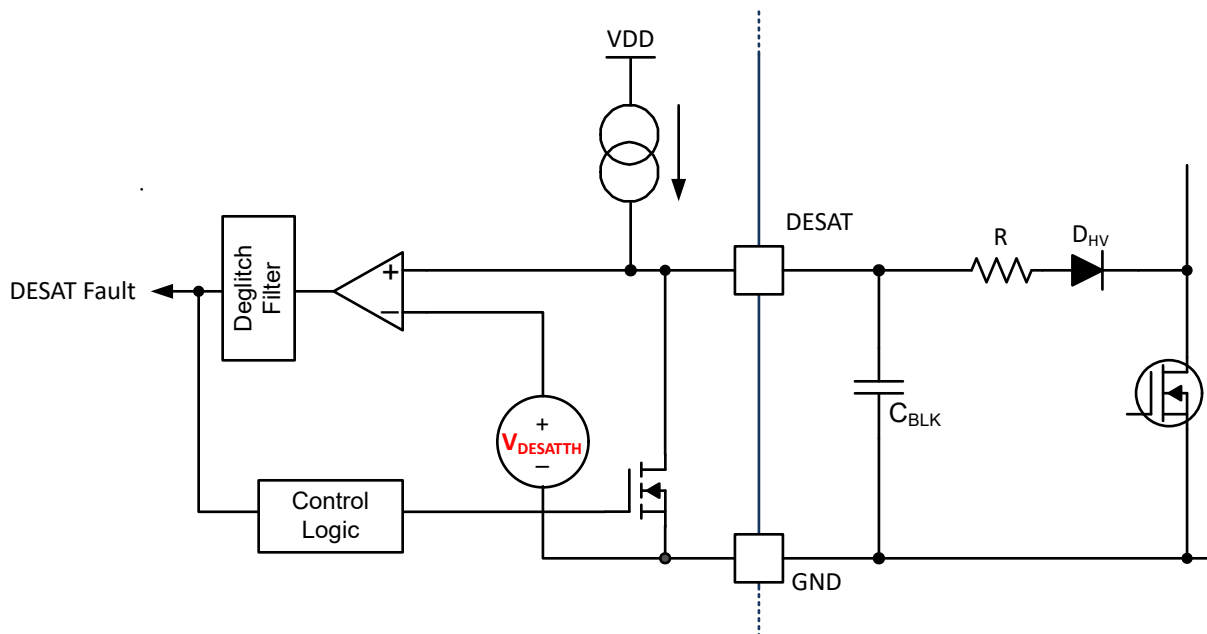 VDD
DESAT
R
DHV
DESAT Fault
Deglitch
Filter
+
−
+
VDESATTH
−
CBLK
Control
Logic
GND